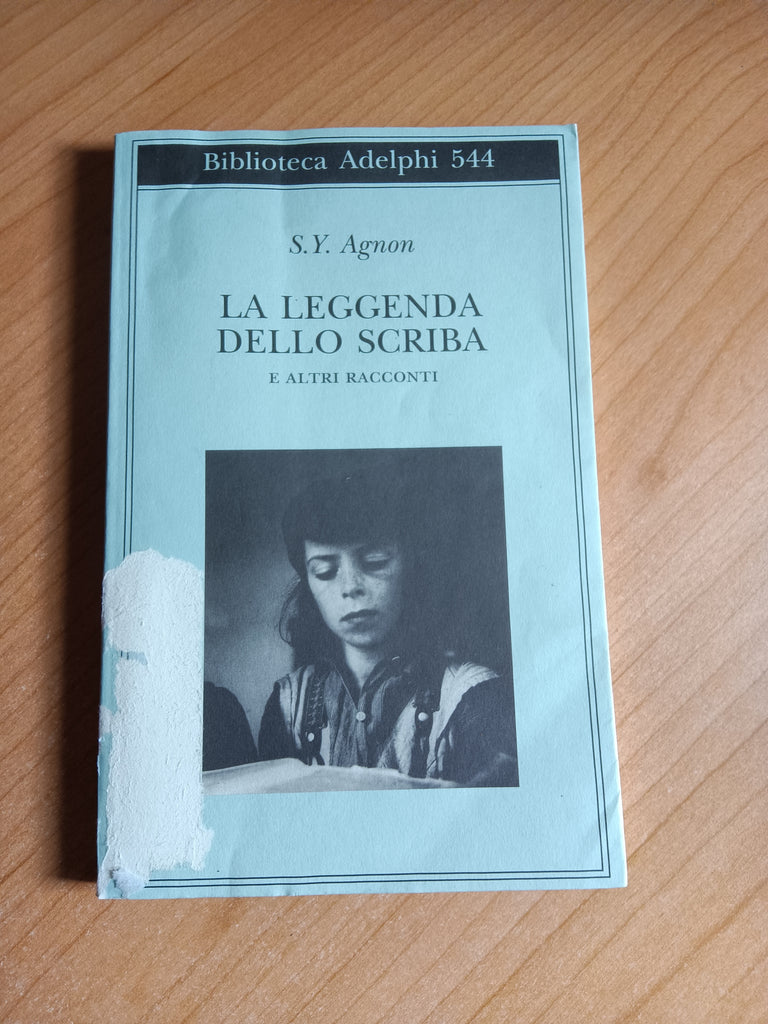 Biblioteca Adelphi 544
S.Y. Agnon
LA LEGGENDA
DELLO SCRIBA
E ALTRI RACCONTI